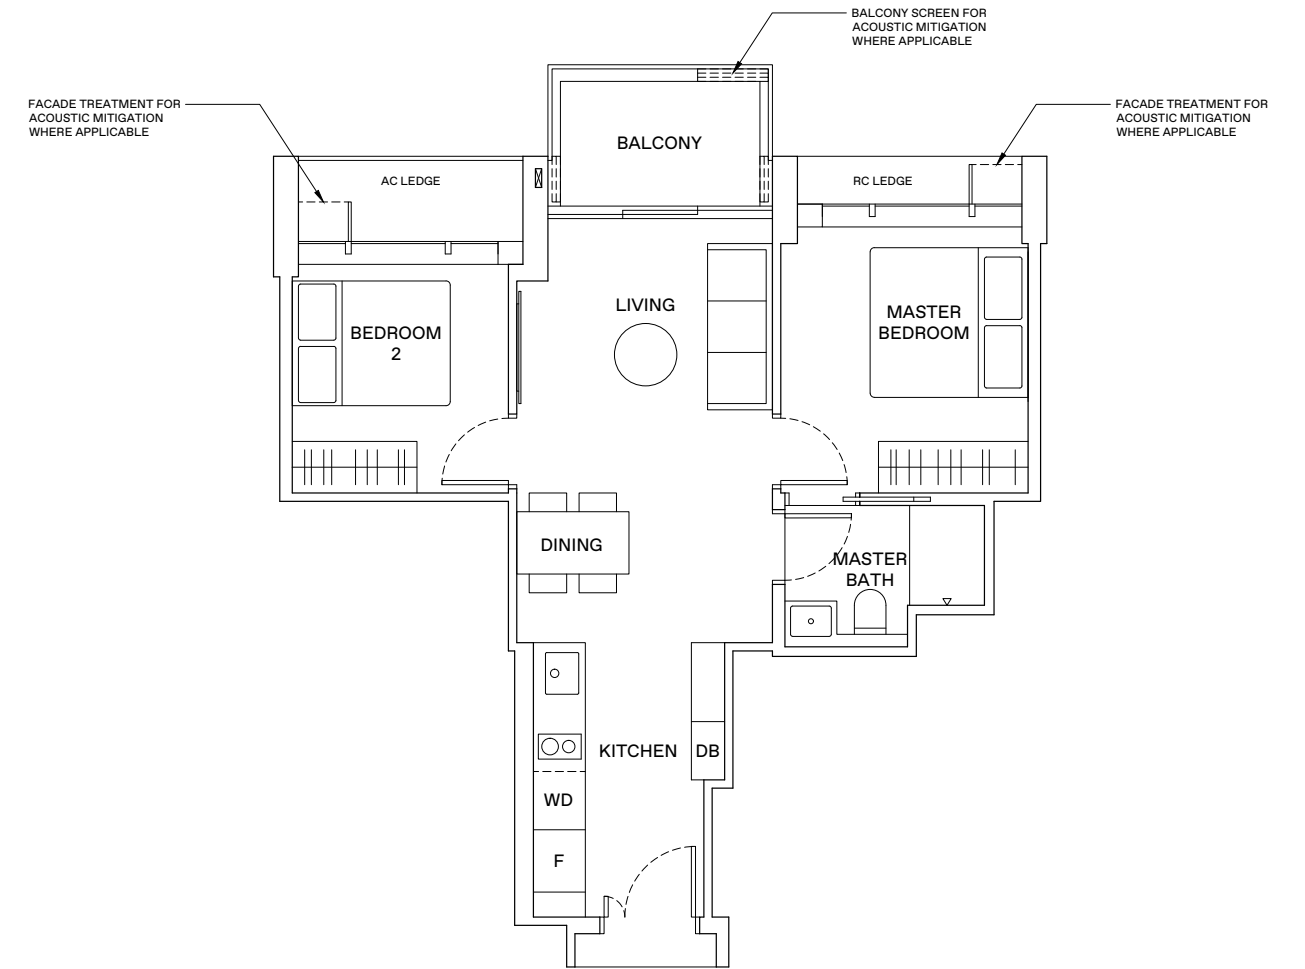 BALCONY SCREEN FOR
ACOUSTIC MITIGATION
WHERE APPLICABLE
FACADE TREATMENT FOR
ACOUSTIC MITIGATION
WHERE APPLICABLE
FACADE TREATMENT FOR
ACOUSTIC MITIGATION
WHERE APPLICABLE
BALCONY
AC LEDGE
RC LEDGE
LIVING
BEDROOM
2
MASTER
BEDROOM
DINING
MASTER
BATH
KITCHEN
DB
WD
F